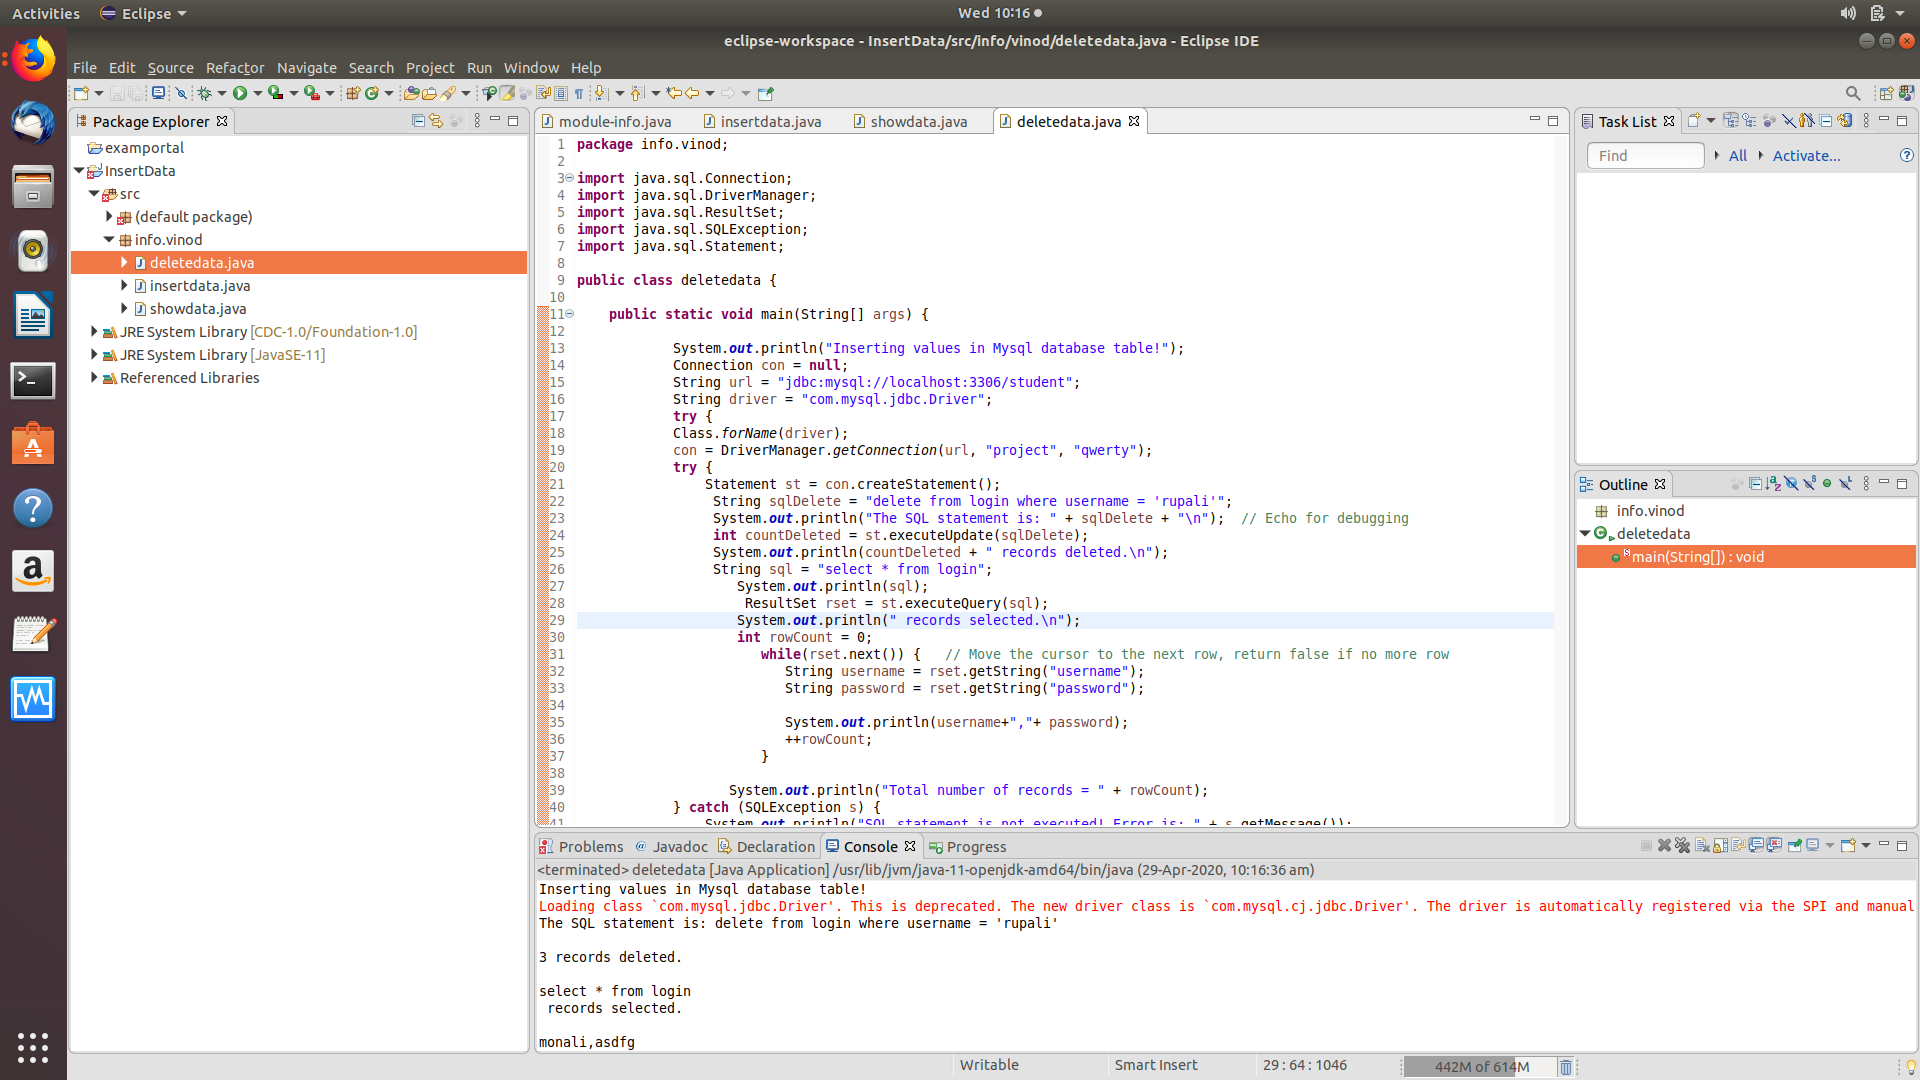 Activities
Eclipse
Wed 10:16
eclipse-workspace - InsertData/src/info/vinod/deletedata.java - Eclipse IDE
File Edit Source Refactor Navigate Search Project Run Window Help
Package Explorer
examportal
InsertData
src
(default package)
info.vinod
deletedata.java
insertdata.java
showdata.java
JRE System Library [CDC-1.0/Foundation-1.0]
JRE System Library [JavaSE-11]
Referenced Libraries
module-info.java insertdata.java showdata.java deletedata.java
1 package info.vinod;
2
3 import java.sql.Connection;
4 import java.sql.DriverManager;
5 import java.sql.ResultSet;
6 import java.sql.SQLException;
7 import java.sql.Statement;
8
9 public class deletedata {
10
11 public static void main(String[] args) {
12
13 System.out.println("Inserting values in Mysql database table!");
14 Connection con = null;
15 String url = "jdbc:mysql://localhost:3306/student";
16 String driver = "com.mysql.jdbc.Driver";
17 try {
18 Class.forName(driver);
19 con = DriverManager.getConnection(url, "project", "qwerty");
20 try {
21 Statement st = con.createStatement();
22 String sqlDelete = "delete from login where username = 'rupali'";
23 System.out.println("The SQL statement is: " + sqlDelete + "\n"); // Echo for debugging
24 int countDeleted = st.executeUpdate(sqlDelete);
25 System.out.println(countDeleted + " records deleted.\n");
26 String sql = "select * from login";
27 System.out.println(sql);
28 ResultSet rset = st.executeQuery(sql);
29 System.out.println(" records selected.\n");
30 int rowCount = 0;
31 while(rset.next()) { // Move the cursor to the next row, return false if no more row
32 String username = rset.getString("username");
33 String password = rset.getString("password");
34
35 System.out.println(username+","+ password);
36 ++rowCount;
37 }
38
39 System.out.println("Total number of records = " + rowCount);
40 } catch (SQLException s) {
41 System.out.println("SQL statement is not executed! Error is: " + s.getMessage());
Task List
Find
All
Activate...
Outline
info.vinod
deletedata
main(String[]) : void
Problems Javadoc Declaration Console Progress
<terminated> deletedata [Java Application] /usr/lib/jvm/java-11-openjdk-amd64/bin/java (29-Apr-2020, 10:16:36 am)
Inserting values in Mysql database table!
Loading class `com.mysql.jdbc.Driver'. This is deprecated. The new driver class is `com.mysql.cj.jdbc.Driver'. The driver is automatically registered via the SPI and manual
The SQL statement is: delete from login where username = 'rupali'
3 records deleted.
select * from login
records selected.
monali,asdfg
Writable
Smart Insert
29 : 64 : 1046
442M of 614M